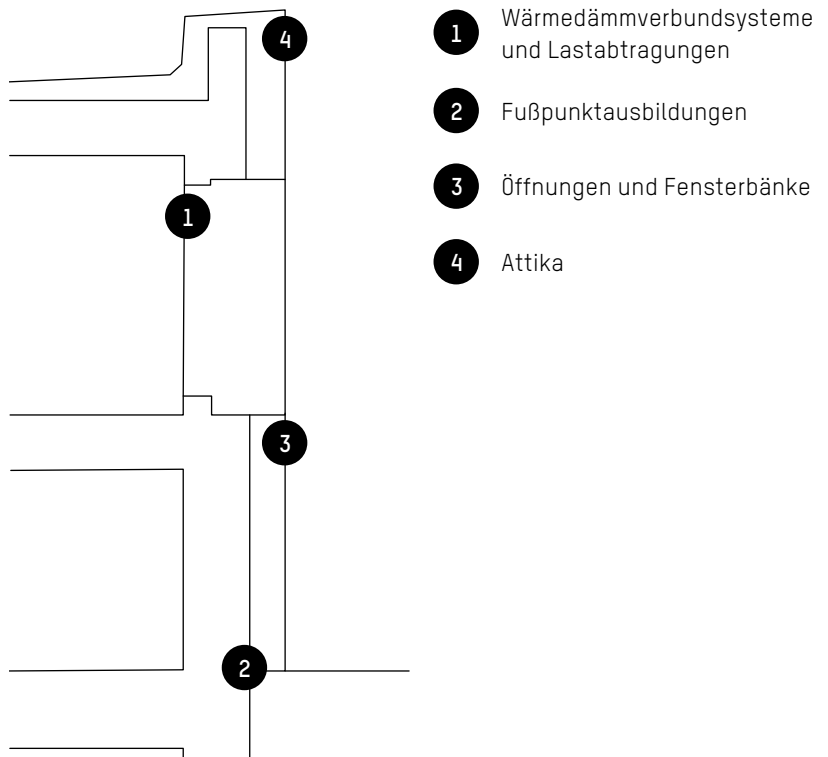 4
1
3
2
1 Wärmedämmverbundsysteme
und Lastabtragungen
2 Fußpunktausbildungen
3 Öffnungen und Fensterbänke
4 Attika